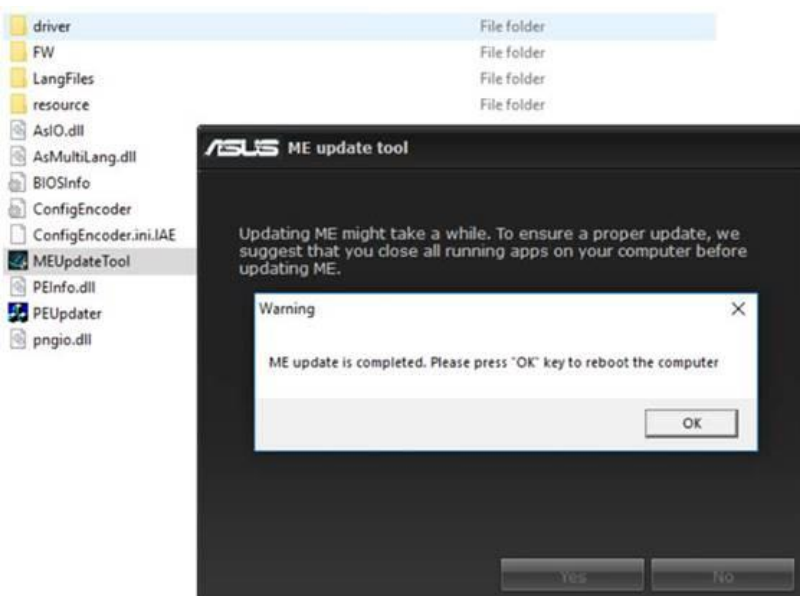 driver File folder
FW File folder
LangFiles File folder
resource File folder
AsIO.dll
AsMultiLang.dll
BIOSInfo
ConfigEncoder
ConfigEncoder.ini.IAE
MEUpdateTool
PEInfo.dll
PEUpdater
pngio.dll
ASUS ME update tool
Updating ME might take a while. To ensure a proper update, we
suggest that you close all running apps on your computer before
updating ME.
Warning
ME update is completed. Please press "OK" key to reboot the computer
OK
Yes No